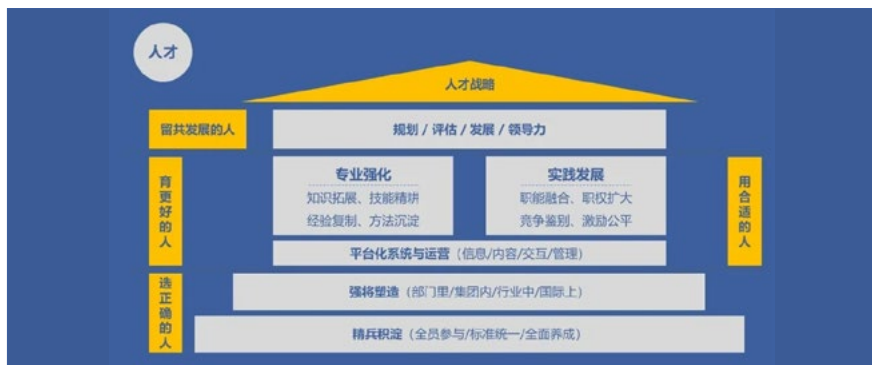 人才
人才战略
留共发展的人
规划 / 评估 / 发展 / 领导力
育更好的人
专业强化
知识拓展、技能精进
经验复制、方法沉淀
实践发展
职能融合、职权扩大
竞争鉴别、激励公平
用合适的人
平台化系统与运营（信息/内容/交互/管理）
选正确的人
强将塑造（部门里/集团内/行业中/国际上）
精兵积淀（全员参与/标准统一/全面养成）